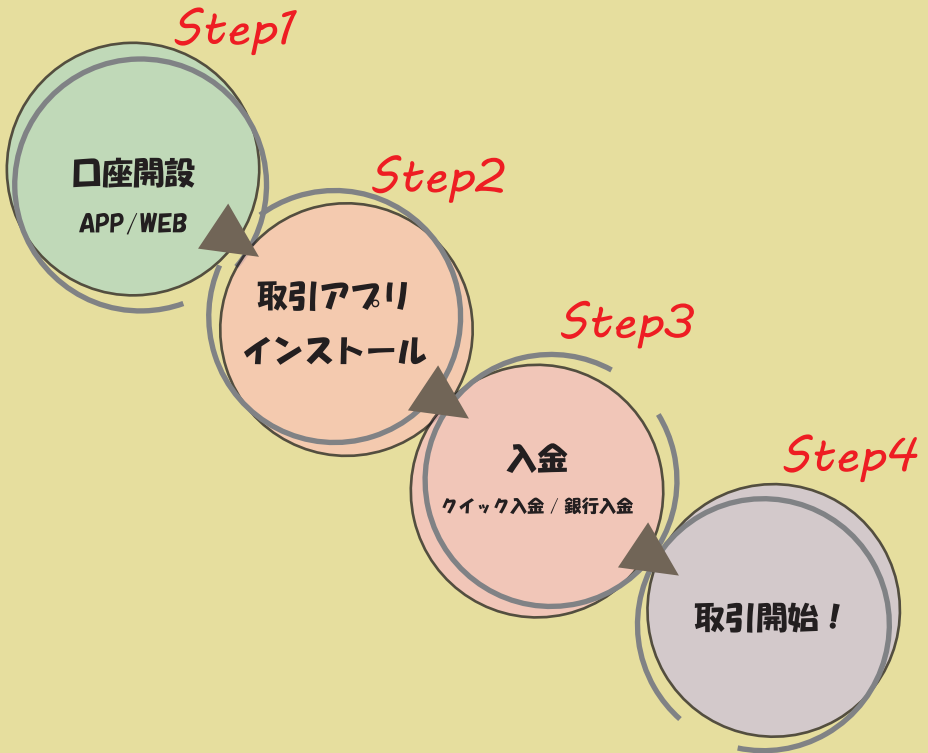 Step1
口座開設
APP/WEB
Step2
取引アプリ
インストール
Step3
入金
クイック入金/銀行入金
Step4
取引開始!